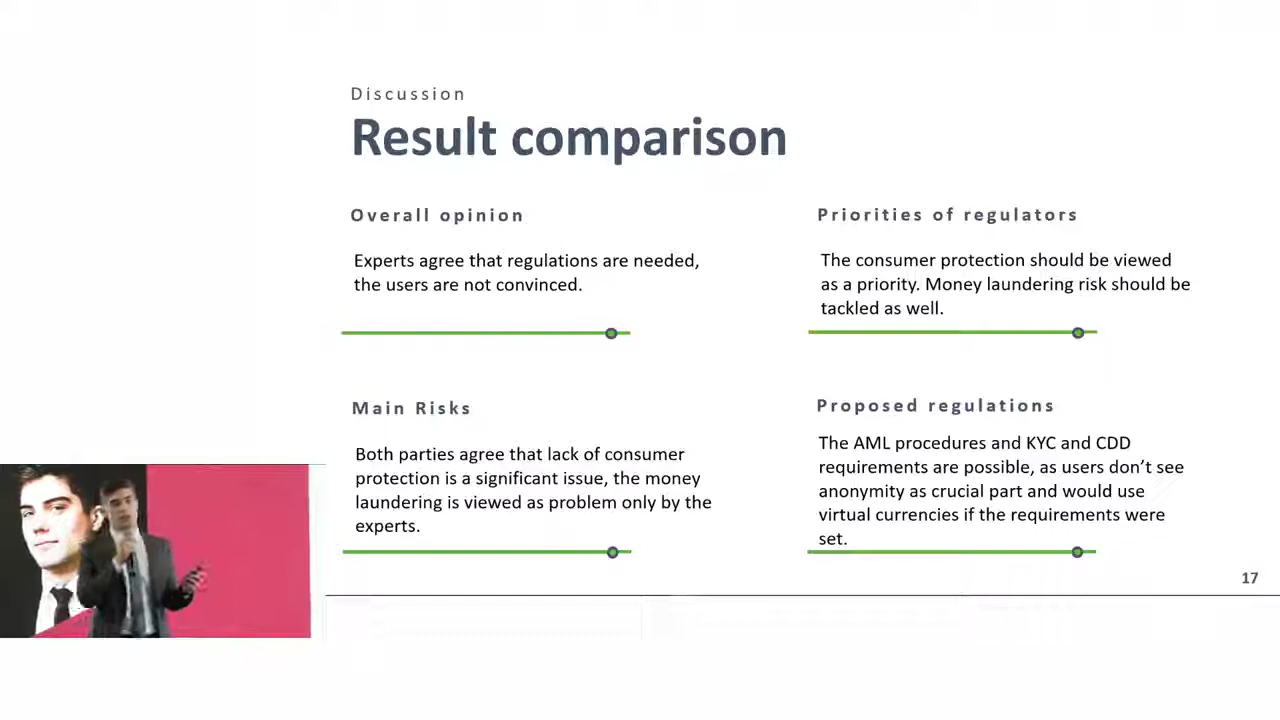 Discussion
Result comparison
Overall opinion
Experts agree that regulations are needed,
the users are not convinced.
Priorities of regulators
The consumer protection should be viewed
as a priority. Money laundering risk should be
tackled as well.
Main Risks
Both parties agree that lack of consumer
protection is a significant issue, the money
laundering is viewed as problem only by the
experts.
Proposed regulations
The AML procedures and KYC and CDD
requirements are possible, as users don’t see
anonymity as crucial part and would use
virtual currencies if the requirements were
set.
17